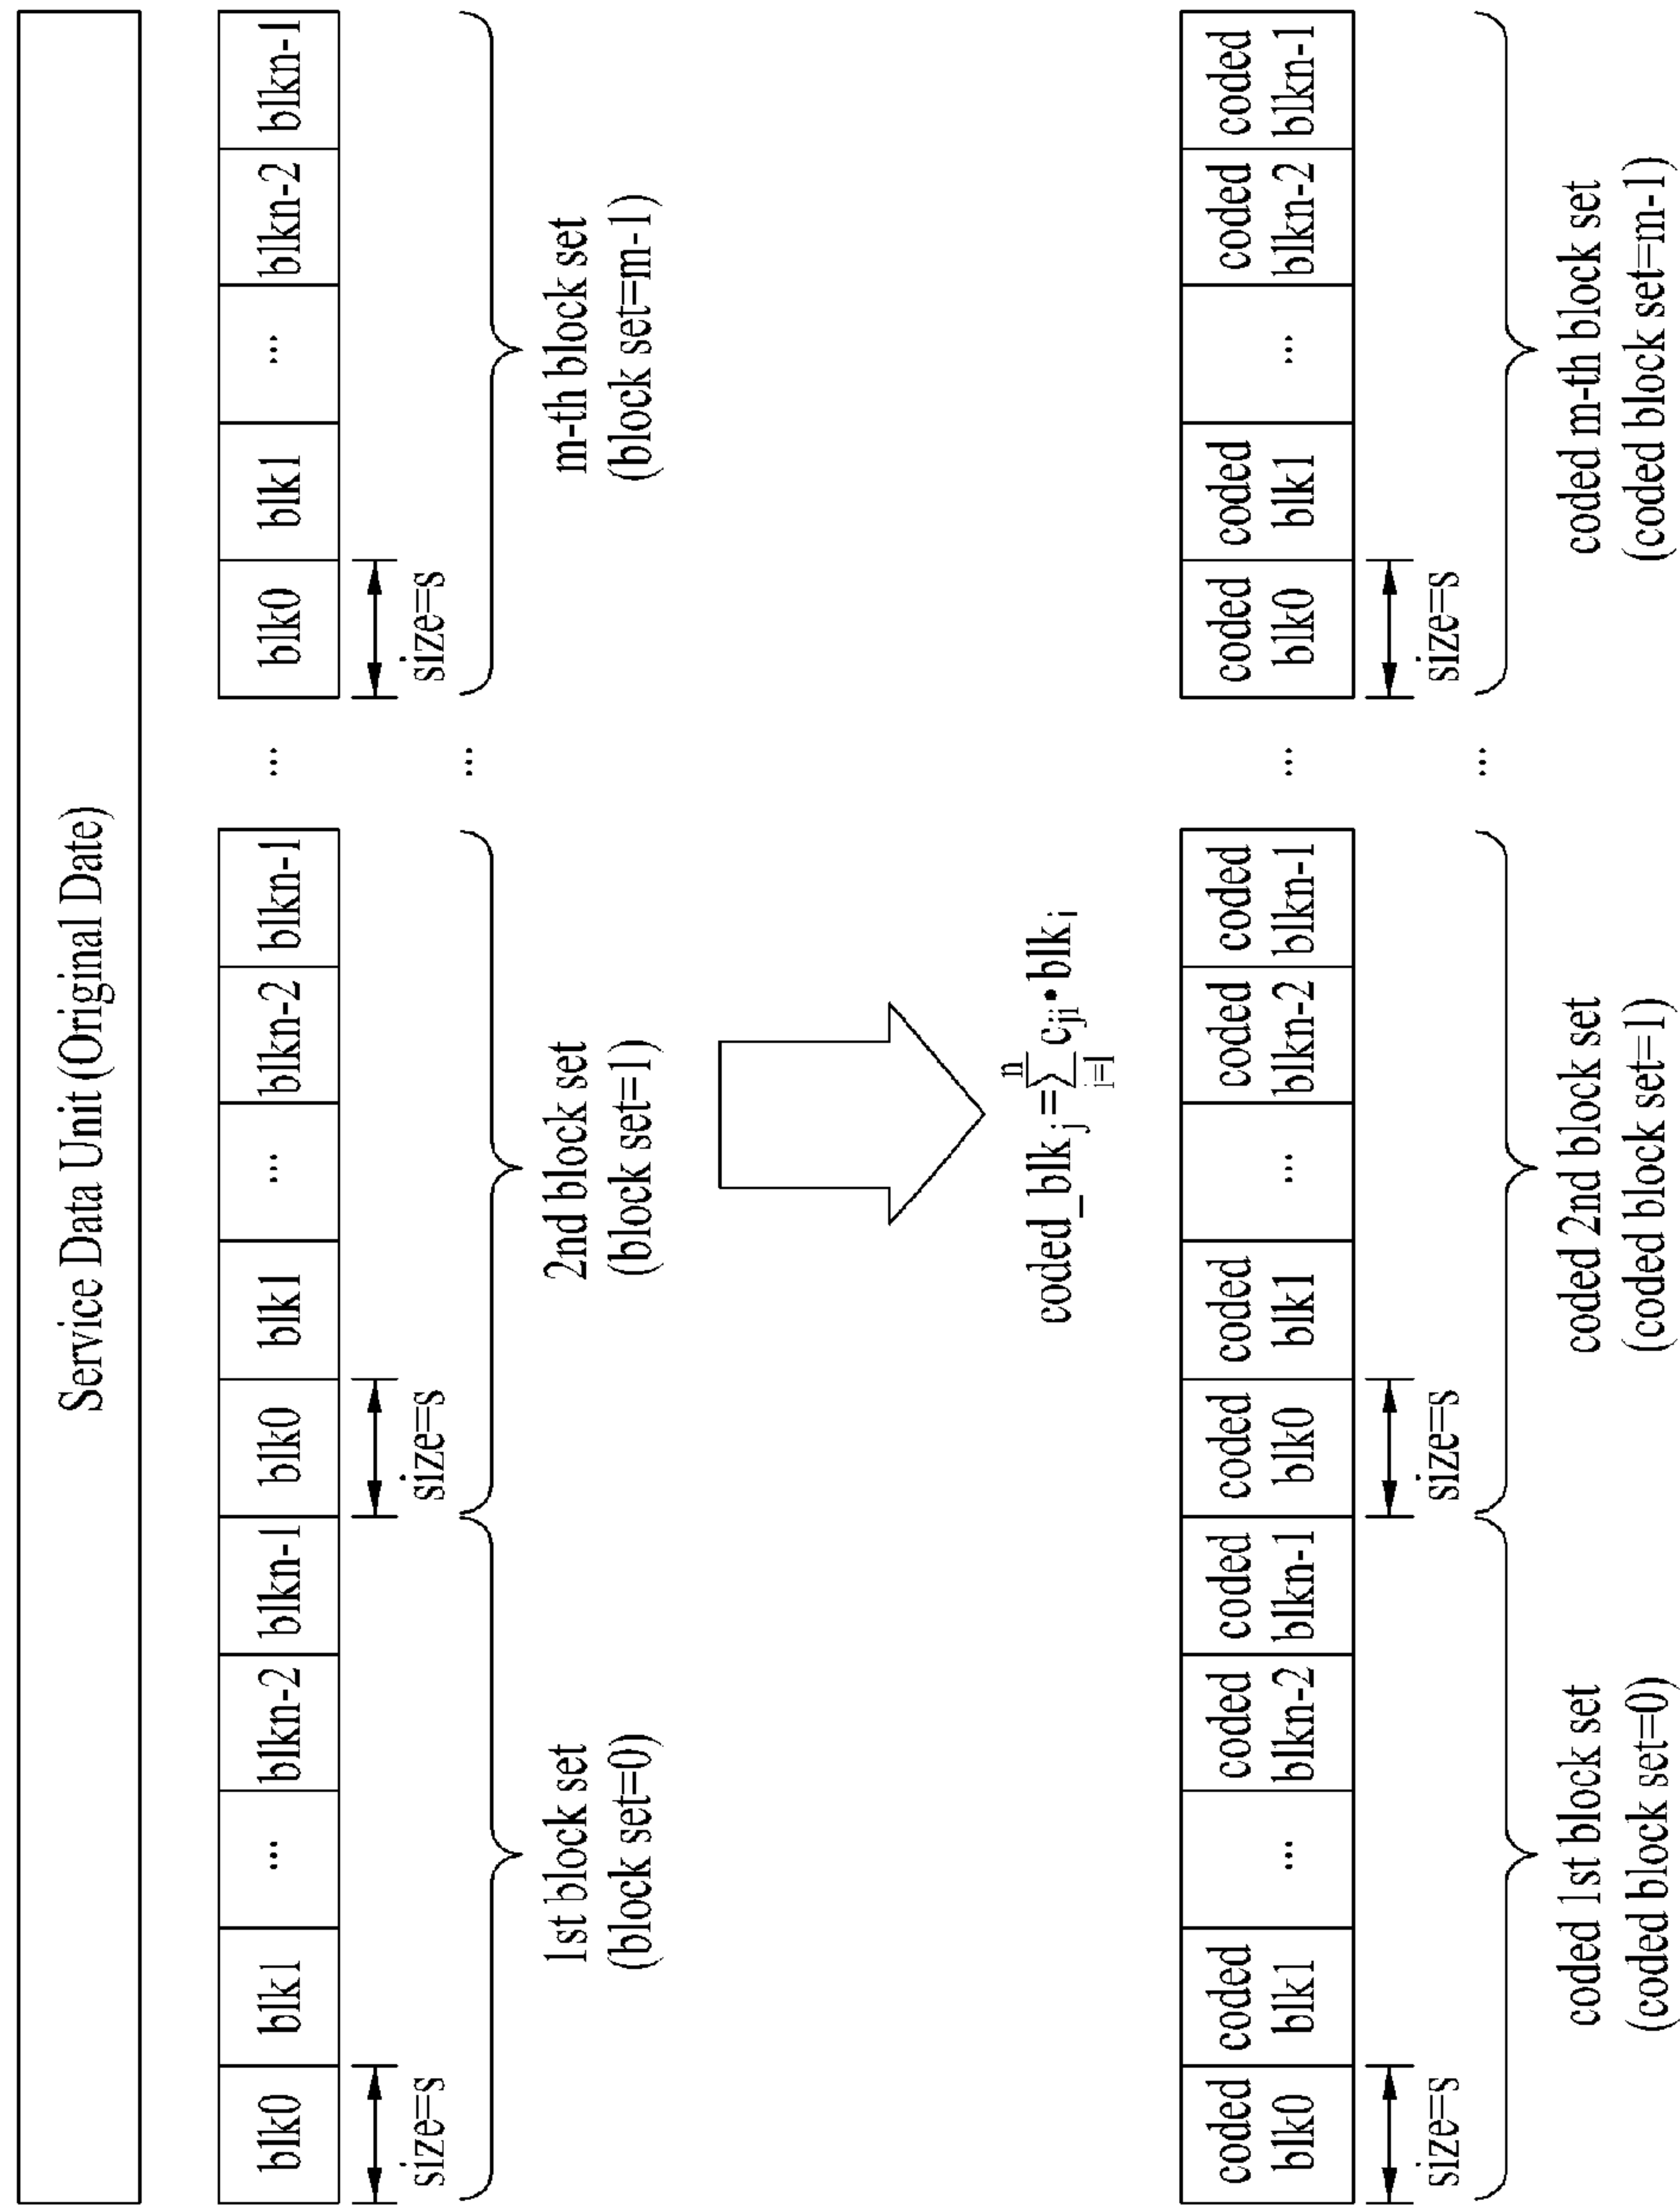 Service Data Unit (Original Date)
blk0 blk1 ... blkn-2 blkn-1 blk0 blk1 ... blkn-2 blkn-1 ... blk0 blk1 ... blkn-2 blkn-1
size=s size=s size=s
...
1st block set 2nd block set m-th block set
(block set=0) (block set=1) (block set=m-1)
coded_blk_j=∑_{i=1}^{n} c_{ji}•blk_i
coded coded coded coded coded coded coded coded coded coded coded coded
blk0 blk1 ... blkn-2 blkn-1 blk0 blk1 ... blkn-2 blkn-1 ... blk0 blk1 ... blkn-2 blkn-1
size=s size=s size=s
...
coded 1st block set coded 2nd block set coded m-th block set
(coded block set=0) (coded block set=1) (coded block set=m-1)